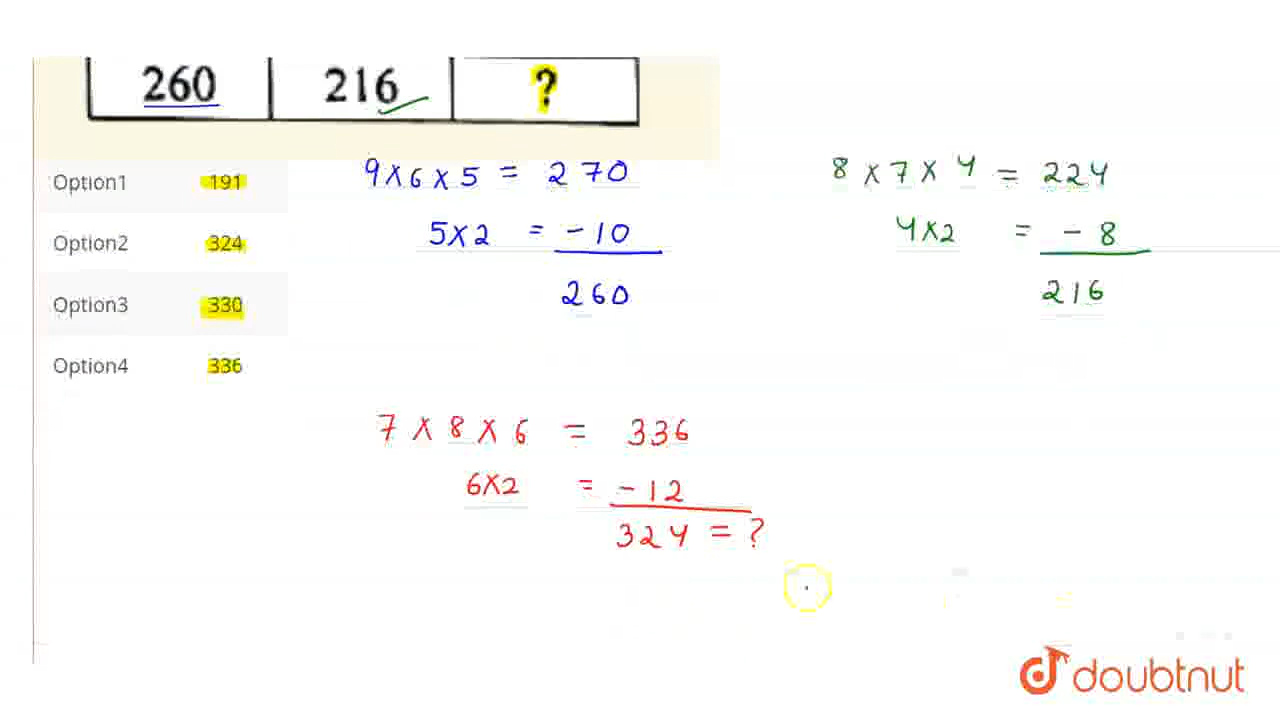 260 216 ?
Option1 191
9 x 6 x 5 = 270
8 x 7 x 4 = 224
Option2 324
5 x 2 = - 10
4 x 2 = - 8
260
216
Option3 330
Option4 336
7 x 8 x 6 = 336
6 x 2 = - 12
324 = ?
doubtnut